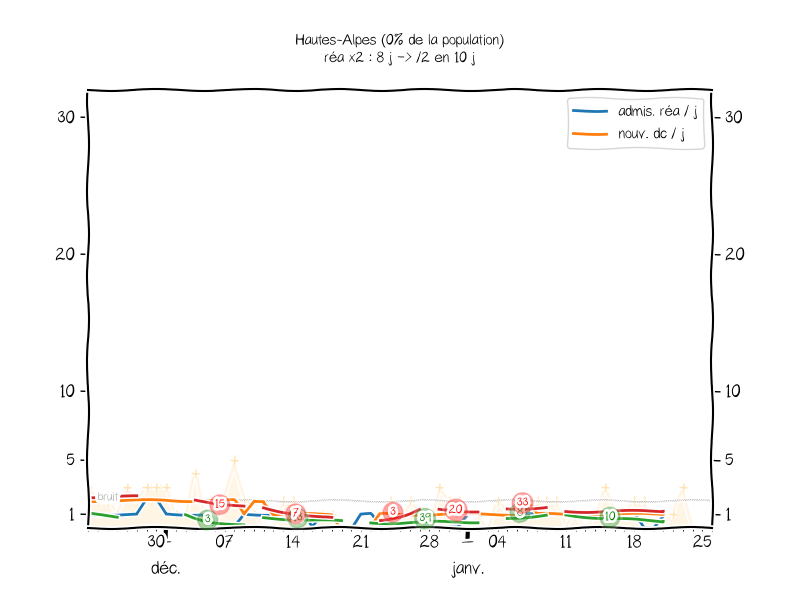 Hautes-Alpes (0% de la population)
réa x2 : 8 j -> /2 en 10 j
admis. réa / j
nouv. dc / j
30 30
20 20
10 10
5 5
1 1
bruit
3 15 7 3 39 20 33 10
30 07 14 21 28 04 11 18 25
déc. janv.